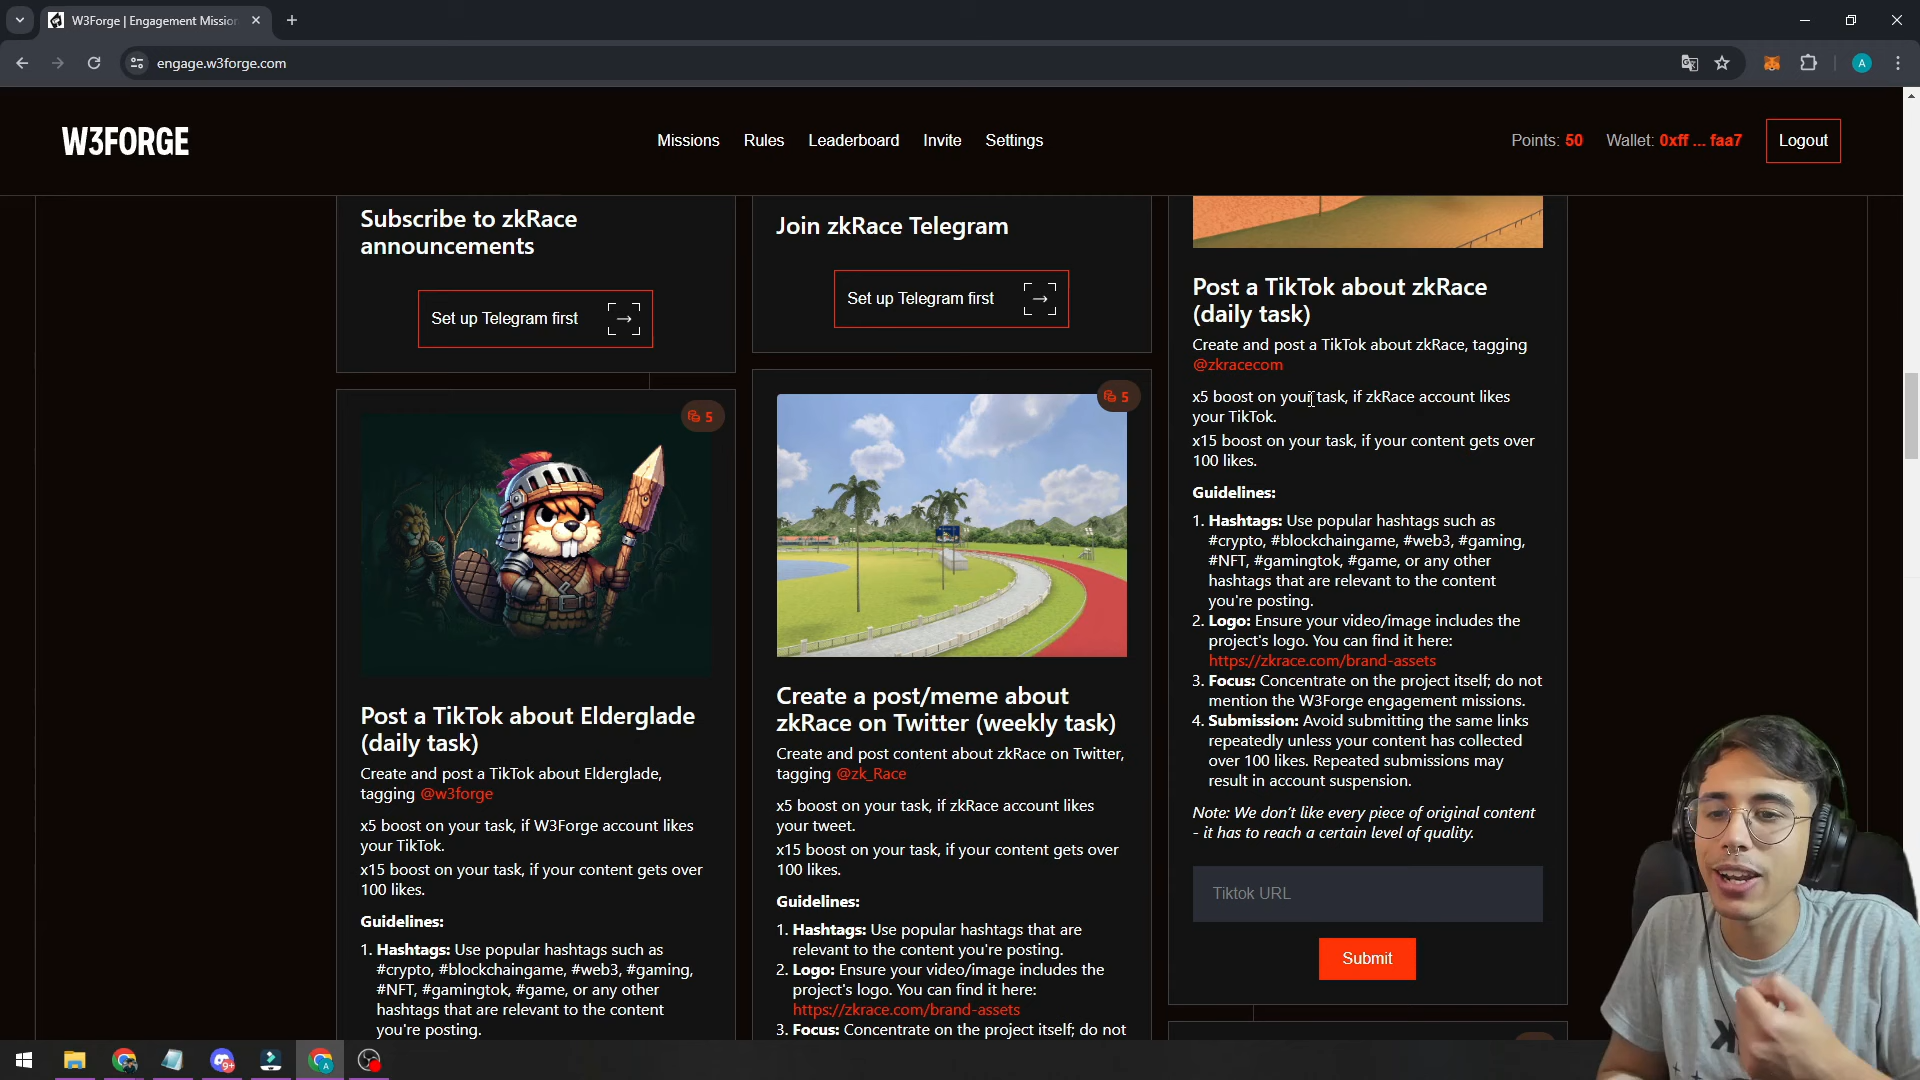 W3Forge | Engagement Mission
engage.w3forge.com
A
W3FORGE
Missions
Rules
Leaderboard
Invite
Settings
Points: 50
Wallet: 0xff ... faa7
Logout
Subscribe to zkRace
announcements
Set up Telegram first
5
Post a TikTok about Elderglade
(daily task)
Create and post a TikTok about Elderglade,
tagging @w3forge
x5 boost on your task, if W3Forge account likes
your TikTok.
x15 boost on your task, if your content gets over
100 likes.
Guidelines:
1. Hashtags: Use popular hashtags such as
#crypto, #blockchaingame, #web3, #gaming,
#NFT, #gamingtok, #game, or any other
hashtags that are relevant to the content
you're posting.
Join zkRace Telegram
Set up Telegram first
5
Create a post/meme about
zkRace on Twitter (weekly task)
Create and post content about zkRace on Twitter,
tagging @zk_Race
x5 boost on your task, if zkRace account likes
your tweet.
x15 boost on your task, if your content gets over
100 likes.
Guidelines:
1. Hashtags: Use popular hashtags that are
relevant to the content you're posting.
2. Logo: Ensure your video/image includes the
project's logo. You can find it here:
https://zkrace.com/brand-assets
3. Focus: Concentrate on the project itself; do not
Post a TikTok about zkRace
(daily task)
Create and post a TikTok about zkRace, tagging
@zkracecom
x5 boost on your task, if zkRace account likes
your TikTok.
x15 boost on your task, if your content gets over
100 likes.
Guidelines:
1. Hashtags: Use popular hashtags such as
#crypto, #blockchaingame, #web3, #gaming,
#NFT, #gamingtok, #game, or any other
hashtags that are relevant to the content
you're posting.
2. Logo: Ensure your video/image includes the
project's logo. You can find it here:
https://zkrace.com/brand-assets
3. Focus: Concentrate on the project itself; do not
mention the W3Forge engagement missions.
4. Submission: Avoid submitting the same links
repeatedly unless your content has collected
over 100 likes. Repeated submissions may
result in account suspension.
Note: We don't like every piece of original content
- it has to reach a certain level of quality.
Tiktok URL
Submit
9+
A